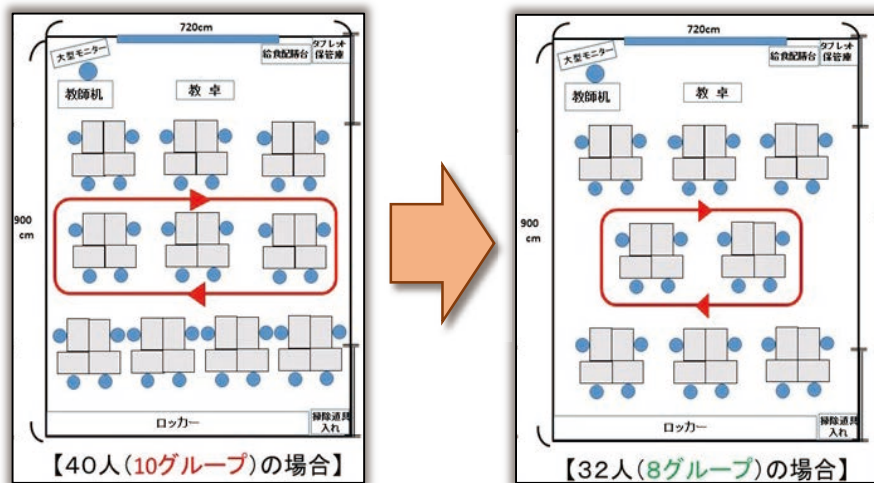 720cm
大型モニター
給食配膳台
タブレット
保管庫
教師机
教 卓
900
cm
ロッカー
掃除道具
入れ
【40人(10グループ)の場合】
720cm
大型モニター
給食配膳台
タブレット
保管庫
教師机
教 卓
900
cm
ロッカー
掃除道具
入れ
【32人(8グループ)の場合】